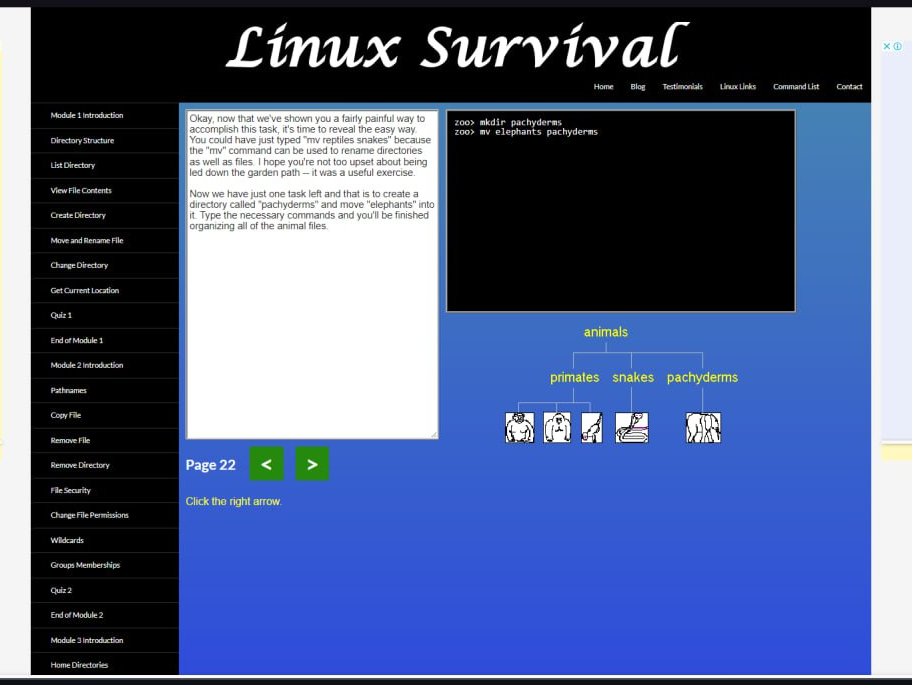 Linux Survival
Home Blog Testimonials Linux Links Command List Contact
Module 1 Introduction
Directory Structure
List Directory
View File Contents
Create Directory
Move and Rename File
Change Directory
Get Current Location
Quiz 1
End of Module 1
Module 2 Introduction
Pathnames
Copy File
Remove File
Remove Directory
File Security
Change File Permissions
Wildcards
Groups Memberships
Quiz 2
End of Module 2
Module 3 Introduction
Home Directories
Okay, now that we've shown you a fairly painful way to
accomplish this task, it's time to reveal the easy way.
You could have just typed "mv reptiles snakes" because
the "mv" command can be used to rename directories
as well as files. I hope you're not too upset about being
led down the garden path -- it was a useful exercise.
Now we have just one task left and that is to create a
directory called "pachyderms" and move "elephants" into
it. Type the necessary commands and you'll be finished
organizing all of the animal files.
Page 22 < >
Click the right arrow.
zoo> mkdir pachyderms
zoo> mv elephants pachyderms
animals
primates snakes pachyderms